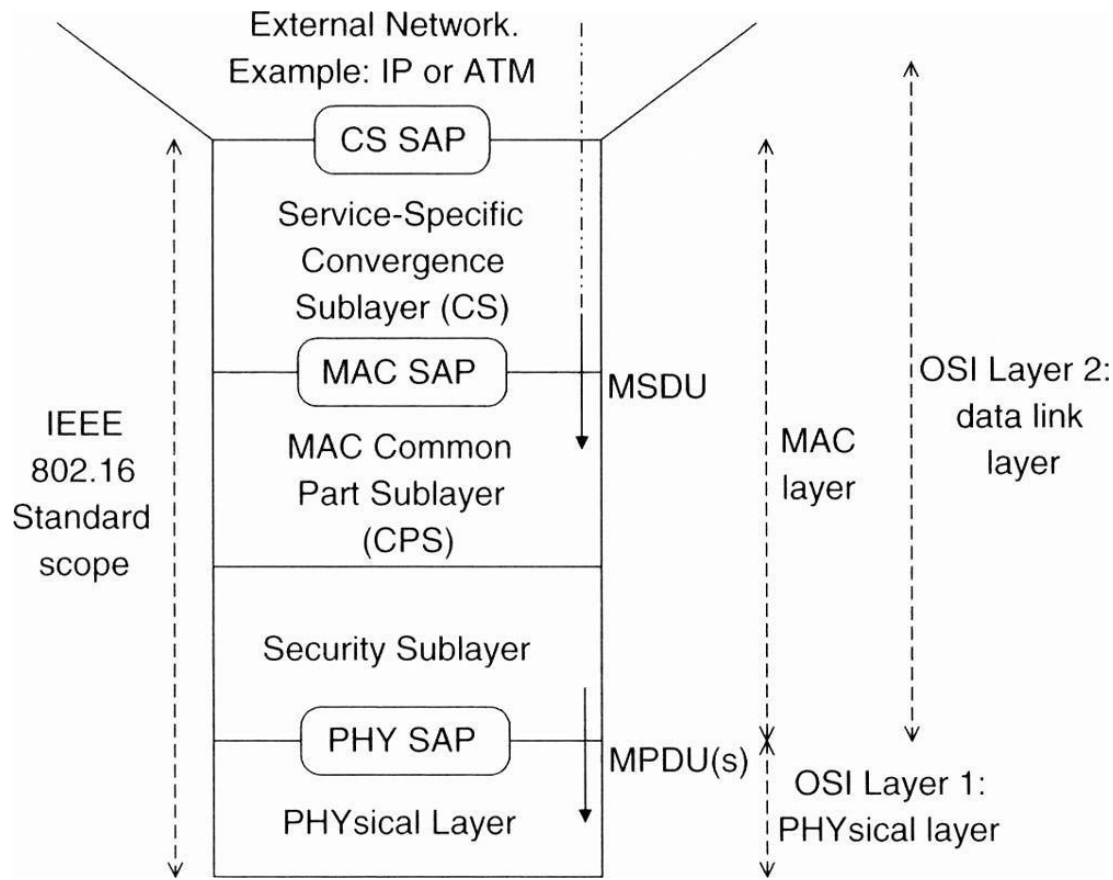 External Network.
Example: IP or ATM
CS SAP
Service-Specific
Convergence
Sublayer (CS)
MAC SAP
MSDU
MAC Common
Part Sublayer
(CPS)
Security Sublayer
PHY SAP
MPDU(s)
PHYsical Layer
IEEE
802.16
Standard
scope
MAC
layer
OSI Layer 2:
data link
layer
OSI Layer 1:
PHYsical layer